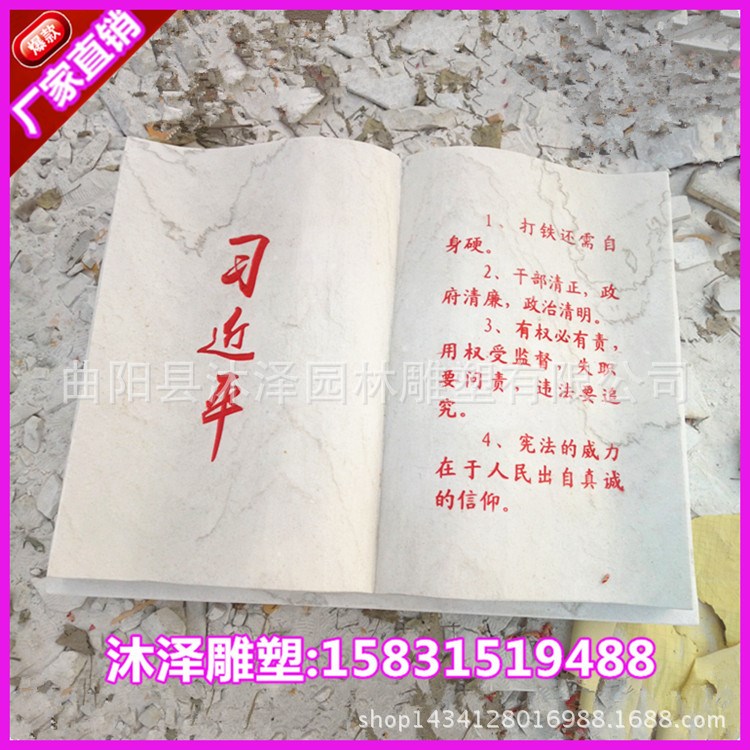 爆款
厂家直销
习近平
1、打铁还需自
身硬。
2、干部清正，政
府清廉，政治清明。
3、有权必有责，
用权受监督，失职
要问责，违法要追
究。
4、宪法的威力
在于人民出自真诚
的信仰。
曲阳县沐泽园林雕塑有限公司
沐泽雕塑:15831519488
shop1434128016988.1688.com